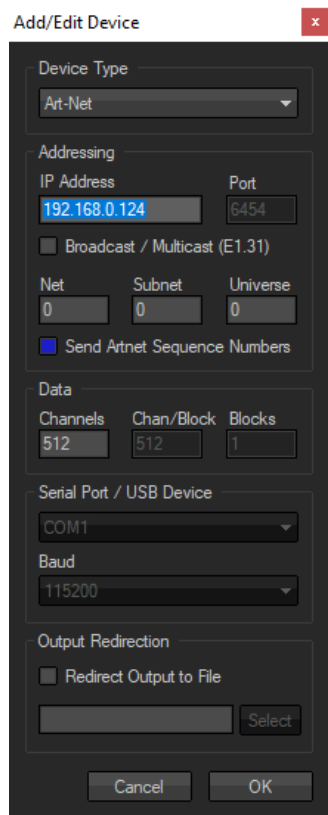 Add/Edit Device
x
Device Type
Art-Net
Addressing
IP Address Port
192.168.0.124 6454
Broadcast / Multicast (E1.31)
Net Subnet Universe
0 0 0
Send Artnet Sequence Numbers
Data
Channels Chan/Block Blocks
512 512 1
Serial Port / USB Device
COM1
Baud
115200
Output Redirection
Redirect Output to File
Select
Cancel OK